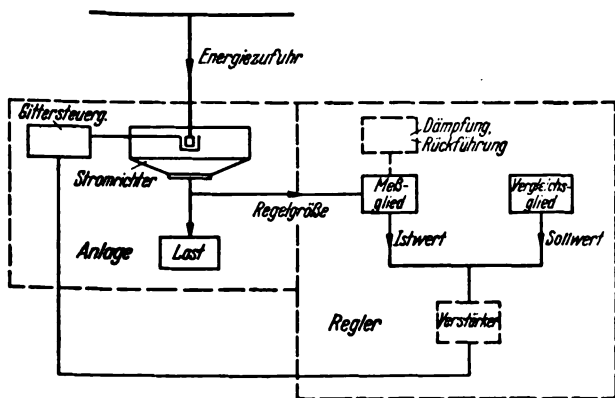 Energiezufuhr
Gittersteuerg.
Dämpfung,
Rückführung
Stromrichter
Meß-
glied
Vergleichs-
glied
Regelgröße
Istwert
Sollwert
Anlage
Last
Regler
Verstärker